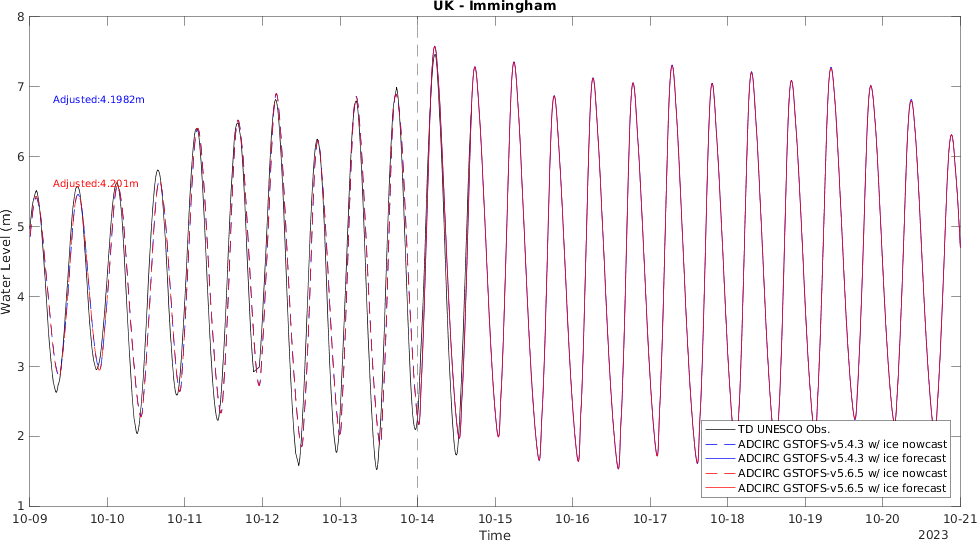 UK - Immingham
8
7
6
5
4
3
2
1
Water Level (m)
Adjusted:4.1982m
Adjusted:4.201m
TD UNESCO Obs.
ADCIRC GSTOFS-v5.4.3 w/ ice nowcast
ADCIRC GSTOFS-v5.4.3 w/ ice forecast
ADCIRC GSTOFS-v5.6.5 w/ ice nowcast
ADCIRC GSTOFS-v5.6.5 w/ ice forecast
10-09 10-10 10-11 10-12 10-13 10-14 10-15 10-16 10-17 10-18 10-19 10-20 10-21
Time
2023